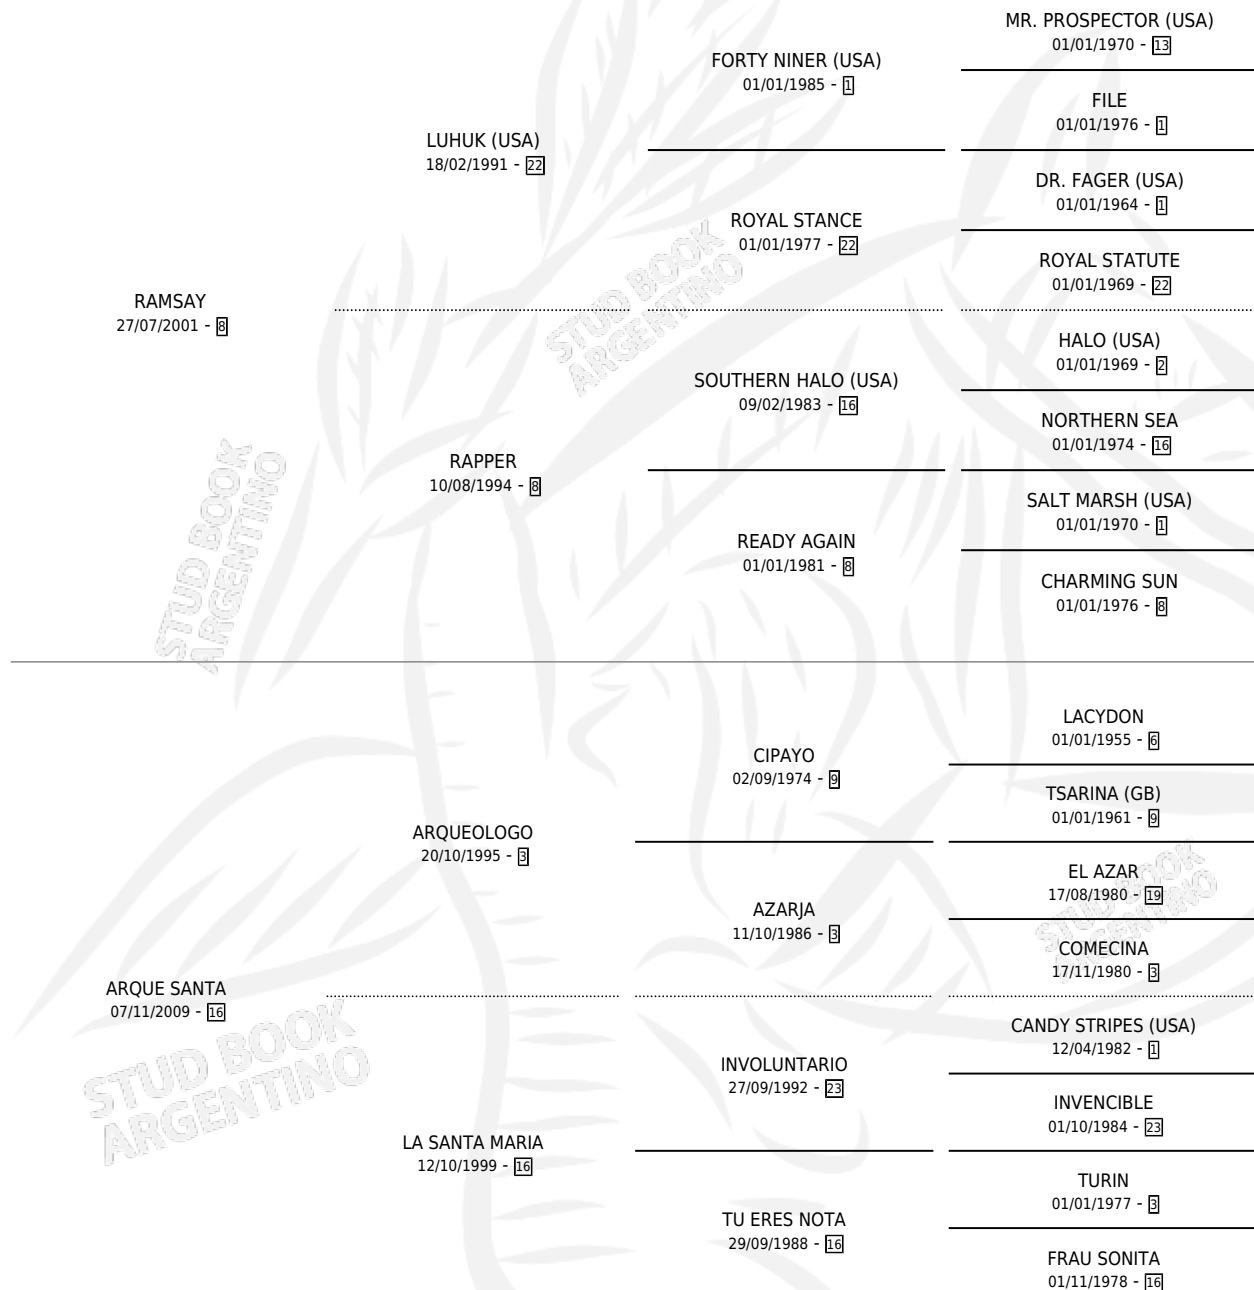 MR. PROSPECTOR (USA)
01/01/1970 - 13
FORTY NINER (USA)
01/01/1985 - 1
FILE
01/01/1976 - 1
LUHUK (USA)
18/02/1991 - 22
DR. FAGER (USA)
01/01/1964 - 1
ROYAL STANCE
01/01/1977 - 22
ROYAL STATUTE
01/01/1969 - 22
RAMSAY
27/07/2001 - 8
HALO (USA)
01/01/1969 - 2
SOUTHERN HALO (USA)
09/02/1983 - 16
NORTHERN SEA
01/01/1974 - 16
RAPPER
10/08/1994 - 8
SALT MARSH (USA)
01/01/1970 - 1
READY AGAIN
01/01/1981 - 8
CHARMING SUN
01/01/1976 - 8
LACYDON
01/01/1955 - 6
CIPAYO
02/09/1974 - 9
TSARINA (GB)
01/01/1961 - 9
ARQUEOLOGO
20/10/1995 - 3
EL AZAR
17/08/1980 - 19
AZARJA
11/10/1986 - 3
COMECINA
17/11/1980 - 3
ARQUE SANTA
07/11/2009 - 16
CANDY STRIPES (USA)
12/04/1982 - 1
INVOLUNTARIO
27/09/1992 - 23
INVENCIBLE
01/10/1984 - 23
LA SANTA MARIA
12/10/1999 - 16
TURIN
01/01/1977 - 3
TU ERES NOTA
29/09/1988 - 16
FRAU SONITA
01/11/1978 - 16
STUD BOOK
ARGENTINO
STUD BOOK
ARGENTINO
STUD BOOK
ARGENTINO
STUD BOOK
ARGENTINO